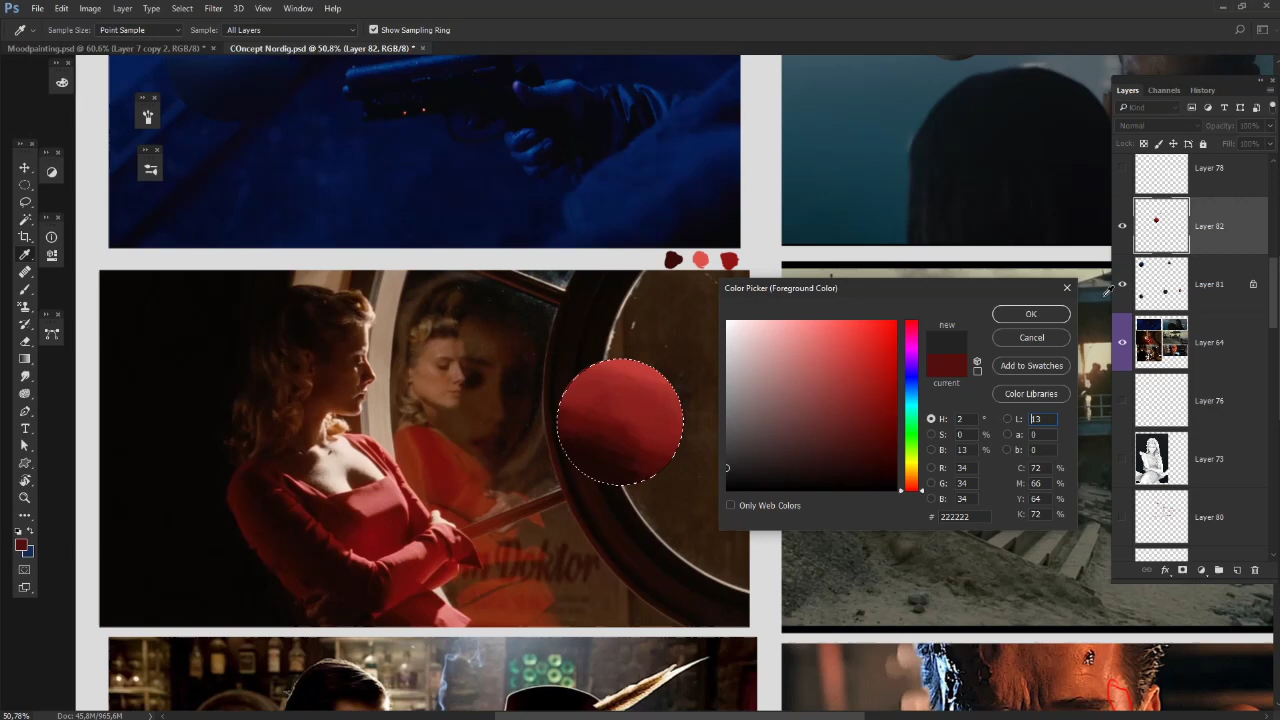 Ps File Edit Image Layer Type Select Filter 3D View Window Help
Sample Size: Point Sample Sample: All Layers Show Sampling Ring
Moodpainting.psd @ 60,6% (Layer 7 copy 2, RGB/8) * × COncept Nordig.psd @ 50,8% (Layer 82, RGB/8) * ×
Layers Channels History
Kind
Normal Opacity: 100%
Lock: Fill: 100%
Layer 78
Layer 82
Layer 81
Layer 64
Layer 76
Layer 73
Layer 80
Color Picker (Foreground Color)
new
current
OK
Cancel
Add to Swatches
Color Libraries
H: 2 ° L: 13
S: 0 % a: 0
B: 13 % b: 0
R: 34 C: 72 %
G: 34 M: 66 %
B: 34 Y: 64 %
# 222222 K: 72 %
Only Web Colors
Doktor
50,78% Doc: 45,8M/965,6M